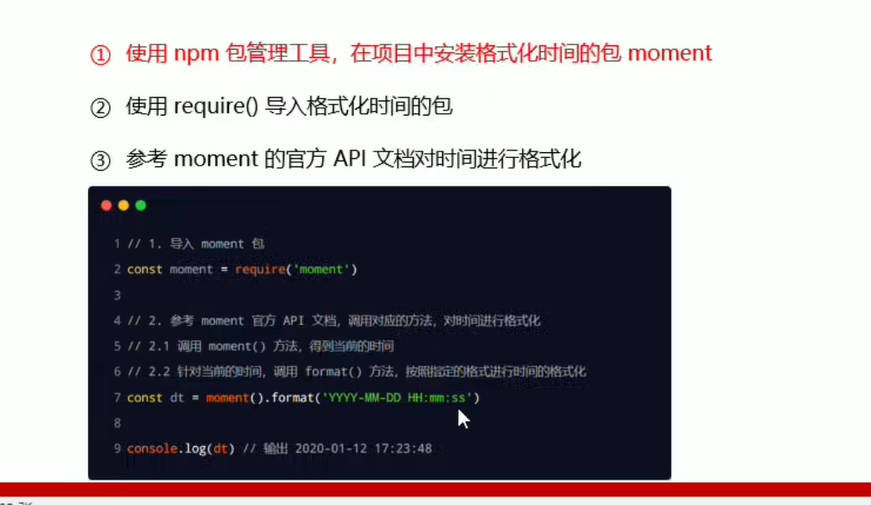 ① 使用 npm 包管理工具，在项目中安装格式化时间的包 moment
② 使用 require() 导入格式化时间的包
③ 参考 moment 的官方 API 文档对时间进行格式化
1 // 1. 导入 moment 包
2 const moment = require('moment')
3
4 // 2. 参考 moment 官方 API 文档，调用对应的方法，对时间进行格式化
5 // 2.1 调用 moment() 方法，得到当前的时间
6 // 2.2 针对当前的时间，调用 format() 方法，按照指定的格式进行时间的格式化
7 const dt = moment().format('YYYY-MM-DD HH:mm:ss')
8
9 console.log(dt) // 输出 2020-01-12 17:23:48